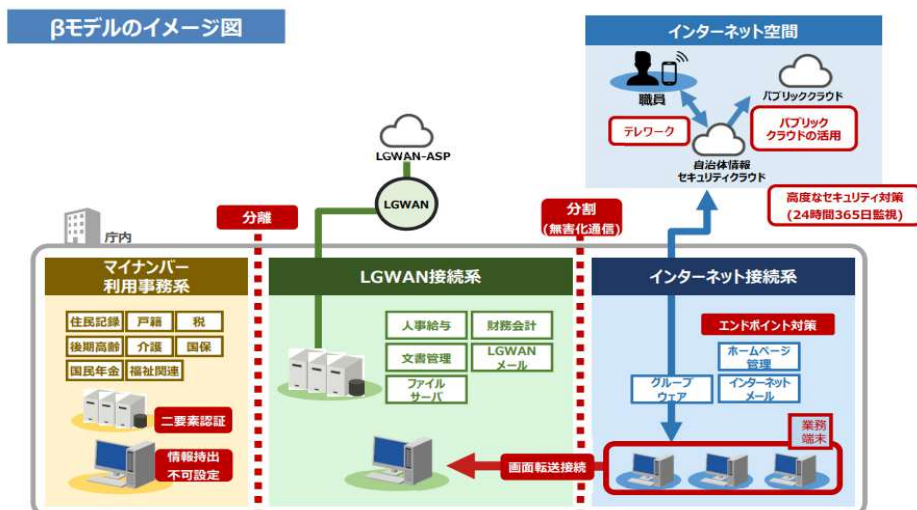 βモデルのイメージ図
インターネット空間
職員
パブリッククラウド
テレワーク
パブリック
クラウドの活用
自治体情報
セキュリティクラウド
高度なセキュリティ対策
(24時間365日監視)
LGWAN-ASP
LGWAN
分離
分割
(無害化通信)
庁内
マイナンバー
利用事務系
住民記録
戸籍
税
後期高齢
介護
国保
国民年金
福祉関連
二要素認証
情報持出
不可設定
LGWAN接続系
人事給与
財務会計
文書管理
LGWAN
メール
ファイル
サーバ
画面転送接続
インターネット接続系
エンドポイント対策
ホームページ
管理
グループ
ウェア
インターネット
メール
業務
端末